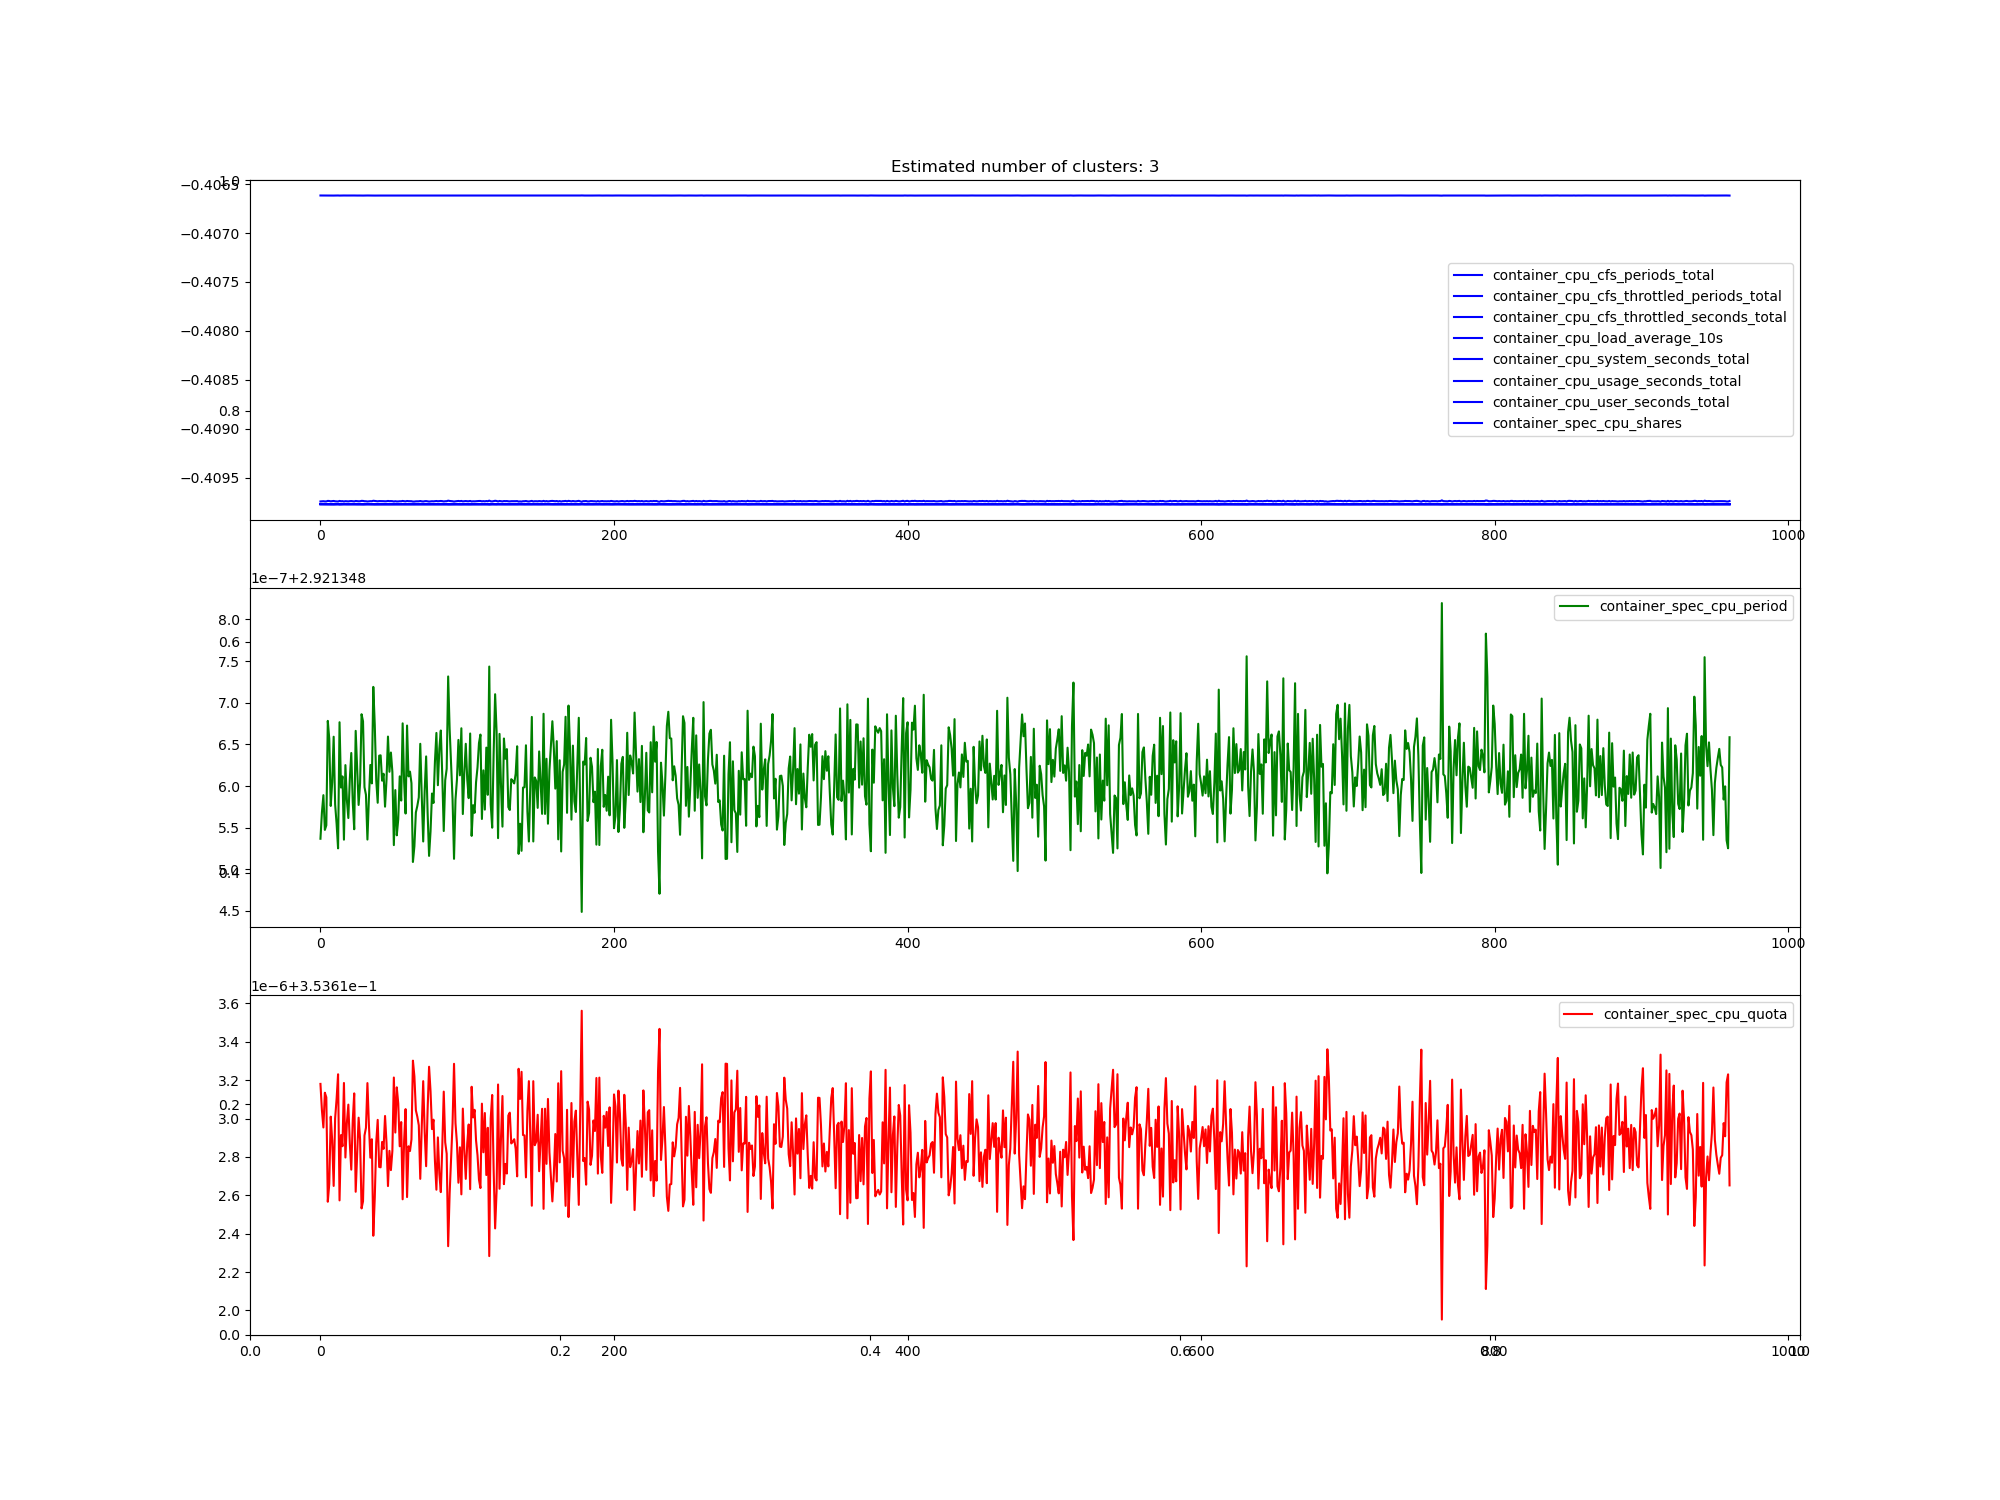 Estimated number of clusters: 3
1.0
−0.4065
−0.4070
−0.4075
−0.4080
−0.4085
0.8
−0.4090
−0.4095
container_cpu_cfs_periods_total
container_cpu_cfs_throttled_periods_total
container_cpu_cfs_throttled_seconds_total
container_cpu_load_average_10s
container_cpu_system_seconds_total
container_cpu_usage_seconds_total
container_cpu_user_seconds_total
container_spec_cpu_shares
0 200 400 600 800 1000
1e−7+2.921348
container_spec_cpu_period
8.0
0.6
7.5
7.0
6.5
6.0
5.5
5.0
0.4
4.5
0 200 400 600 800 1000
1e−6+3.5361e−1
container_spec_cpu_quota
3.6
3.4
3.2
0.2
3.0
2.8
2.6
2.4
2.2
2.0
0.0
0.0 0 0.2 200 0.4 400 0.6 600 0.8 800 1000 1.0